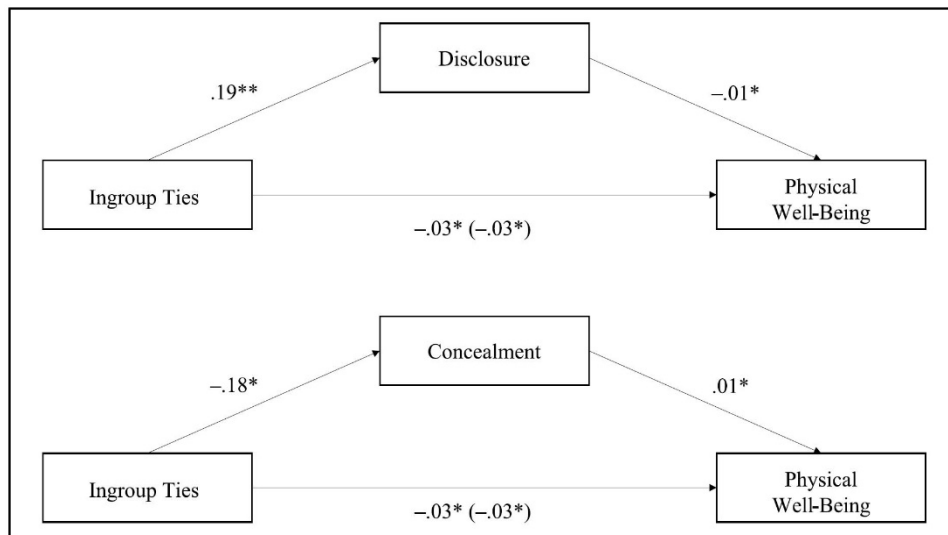 Disclosure
.19**
–.01*
Ingroup Ties
Physical
Well-Being
–.03* (–.03*)
Concealment
–.18*
.01*
Ingroup Ties
Physical
Well-Being
–.03* (–.03*)